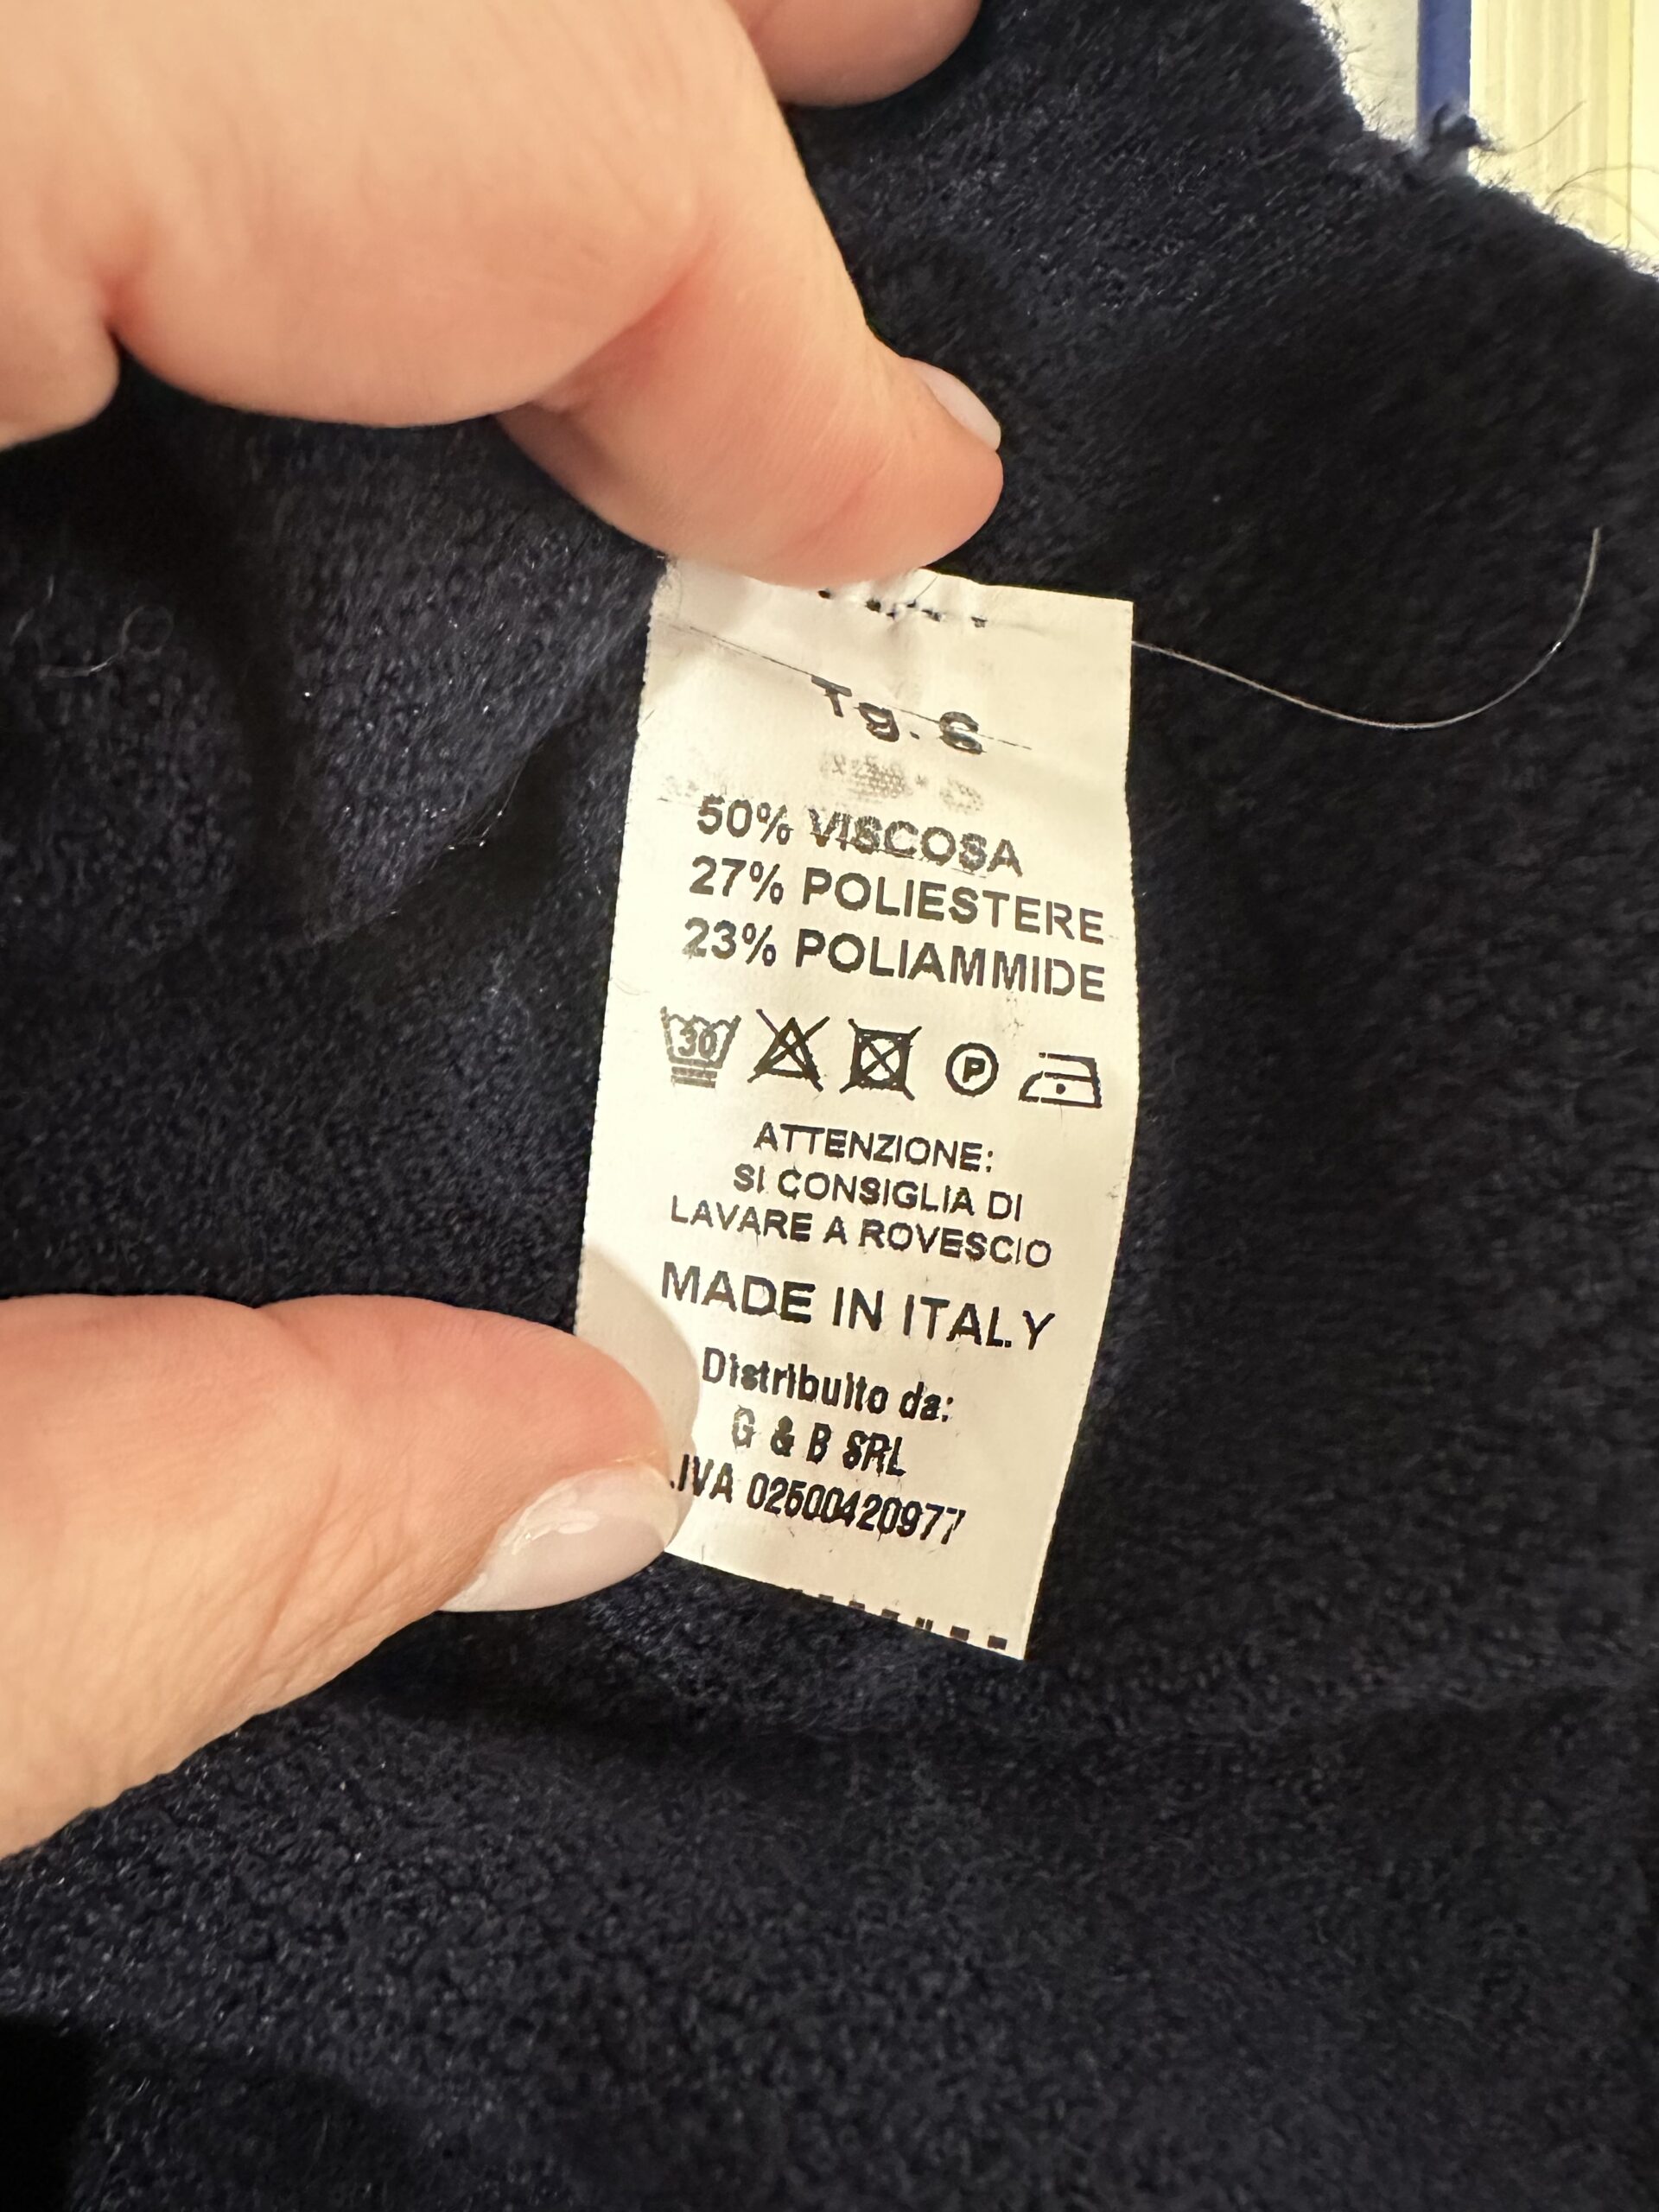 Tg. S
50% VISCOSA
27% POLIESTERE
23% POLIAMMIDE
30 P
ATTENZIONE:
SI CONSIGLIA DI
LAVARE A ROVESCIO
MADE IN ITALY
Distribuito da:
G & B SRL
.IVA 02500420977